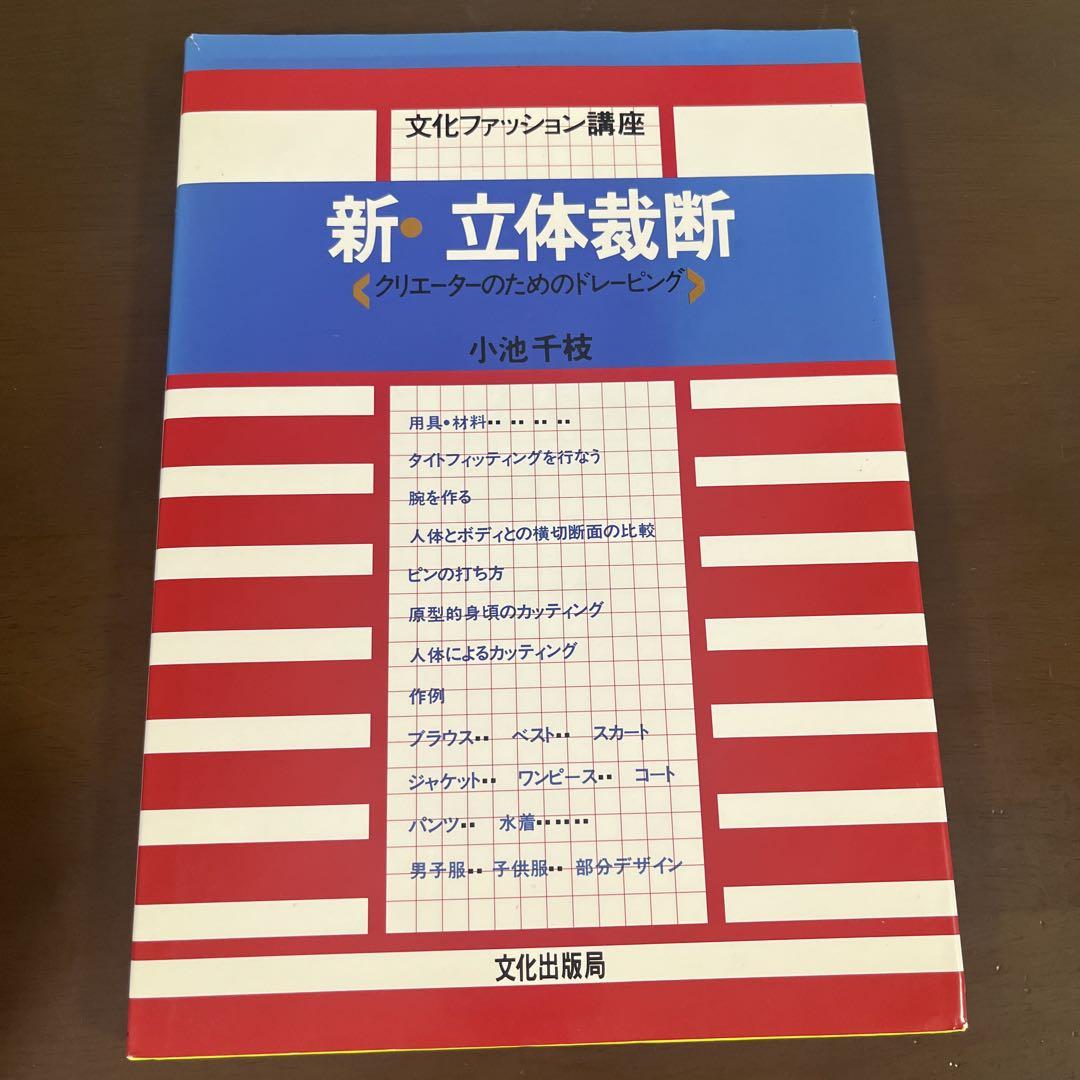 文化ファッション講座
新・立体裁断
《クリエーターのためのドレーピング》
小池千枝
用具・材料‥‥‥‥
タイトフィッティングを行なう
腕を作る
人体とボディとの横切断面の比較
ピンの打ち方
原型的身頃のカッティング
人体によるカッティング
作例
ブラウス‥ ベスト‥ スカート
ジャケット‥ ワンピース‥ コート
パンツ‥ 水着‥‥‥
男子服‥ 子供服‥ 部分デザイン
文化出版局